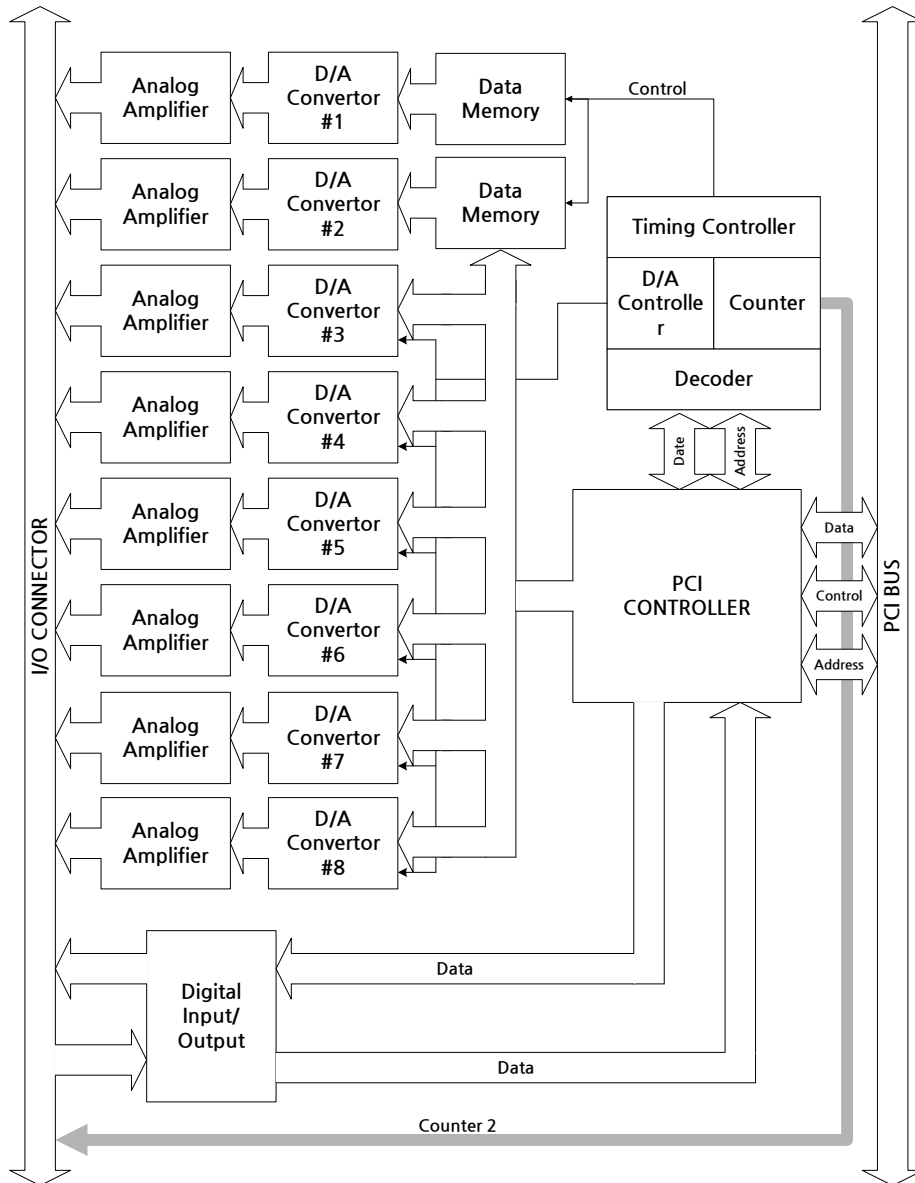 Analog
Amplifier
D/A
Convertor
#1
Data
Memory
Control
Analog
Amplifier
D/A
Convertor
#2
Data
Memory
Timing Controller
D/A
Controlle
r
Counter
Decoder
Analog
Amplifier
D/A
Convertor
#3
Analog
Amplifier
D/A
Convertor
#4
Date
Address
Analog
Amplifier
D/A
Convertor
#5
I/O CONNECTOR
PCI
CONTROLLER
Data
Control
Address
PCI BUS
Analog
Amplifier
D/A
Convertor
#6
Analog
Amplifier
D/A
Convertor
#7
Analog
Amplifier
D/A
Convertor
#8
Digital
Input/
Output
Data
Data
Counter 2